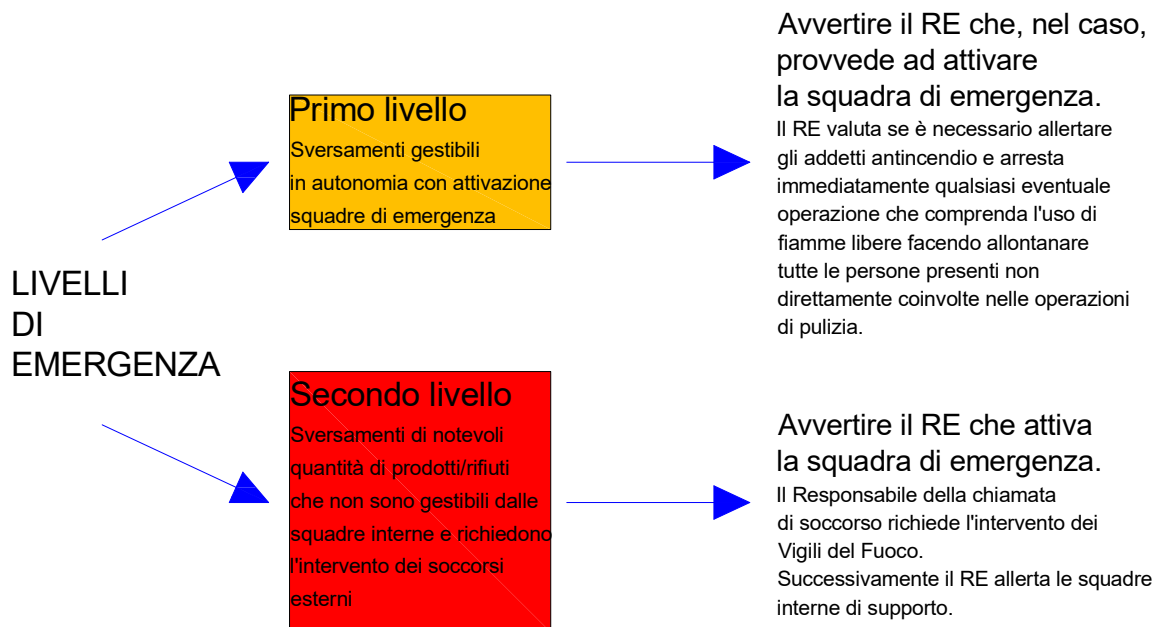 LIVELLI
DI
EMERGENZA
Primo livello
Sversamenti gestibili
in autonomia con attivazione
squadre di emergenza
Avvertire il RE che, nel caso,
provvede ad attivare
la squadra di emergenza.
Il RE valuta se è necessario allertare
gli addetti antincendio e arresta
immediatamente qualsiasi eventuale
operazione che comprenda l'uso di
fiamme libere facendo allontanare
tutte le persone presenti non
direttamente coinvolte nelle operazioni
di pulizia.
Secondo livello
Sversamenti di notevoli
quantità di prodotti/rifiuti
che non sono gestibili dalle
squadre interne e richiedono
l'intervento dei soccorsi
esterni
Avvertire il RE che attiva
la squadra di emergenza.
Il Responsabile della chiamata
di soccorso richiede l'intervento dei
Vigili del Fuoco.
Successivamente il RE allerta le squadre
interne di supporto.